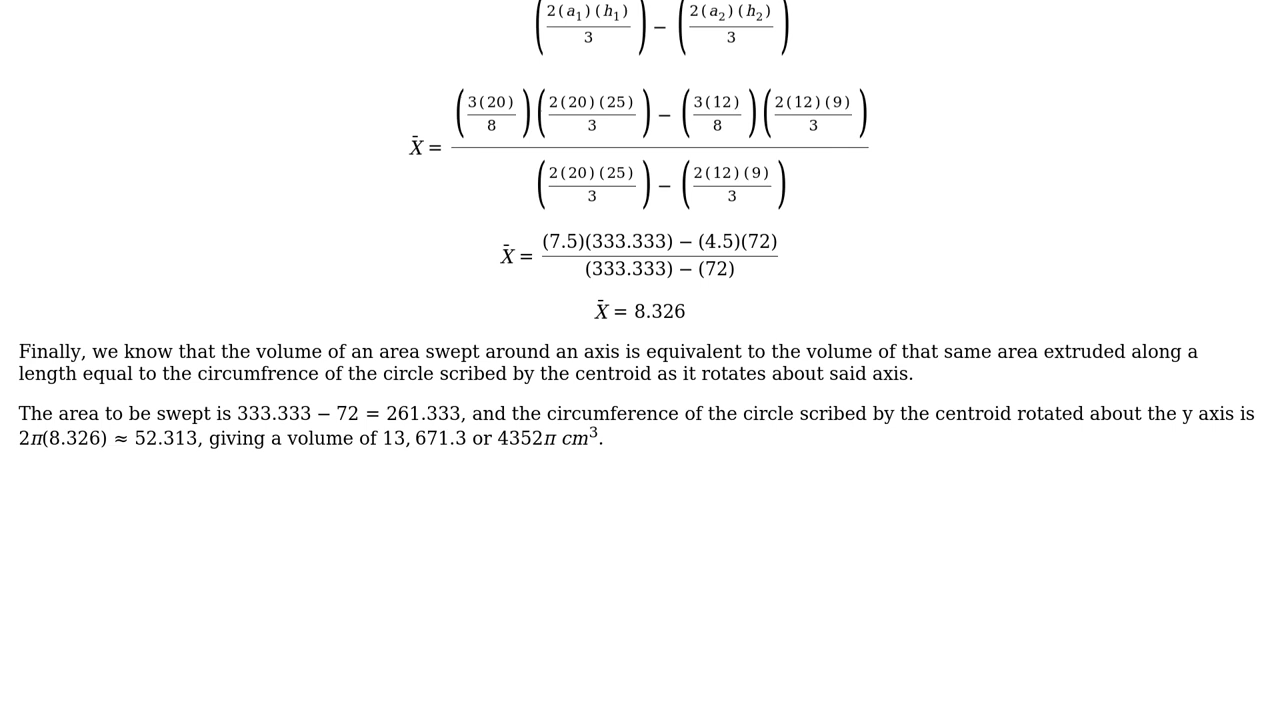 (2(a₁)(h₁)/3) − (2(a₂)(h₂)/3)
X̄ = ((3(20)/8)(2(20)(25)/3) − (3(12)/8)(2(12)(9)/3)) / ((2(20)(25)/3) − (2(12)(9)/3))
X̄ = ((7.5)(333.333) − (4.5)(72)) / ((333.333) − (72))
X̄ = 8.326
Finally, we know that the volume of an area swept around an axis is equivalent to the volume of that same area extruded along a
length equal to the circumfrence of the circle scribed by the centroid as it rotates about said axis.
The area to be swept is 333.333 − 72 = 261.333, and the circumference of the circle scribed by the centroid rotated about the y axis is
2π(8.326) ≈ 52.313, giving a volume of 13, 671.3 or 4352π cm³.